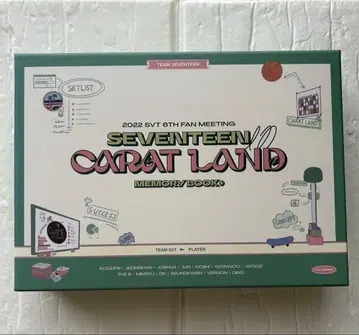 TEAM SEVENTEEN
SETLIST
2022 SVT 6TH FAN MEETING
SEVENTEEN
CARAT LAND
CARAT LAND
MEMORY BOOK+
SUCCESS
TEAM SVT ► PLAYER
S.COUPS • JEONGHAN • JOSHUA • JUN • HOSHI • WONWOO • WOOZI
THE 8 • MINGYU • DK • SEUNGKWAN • VERNON • DINO